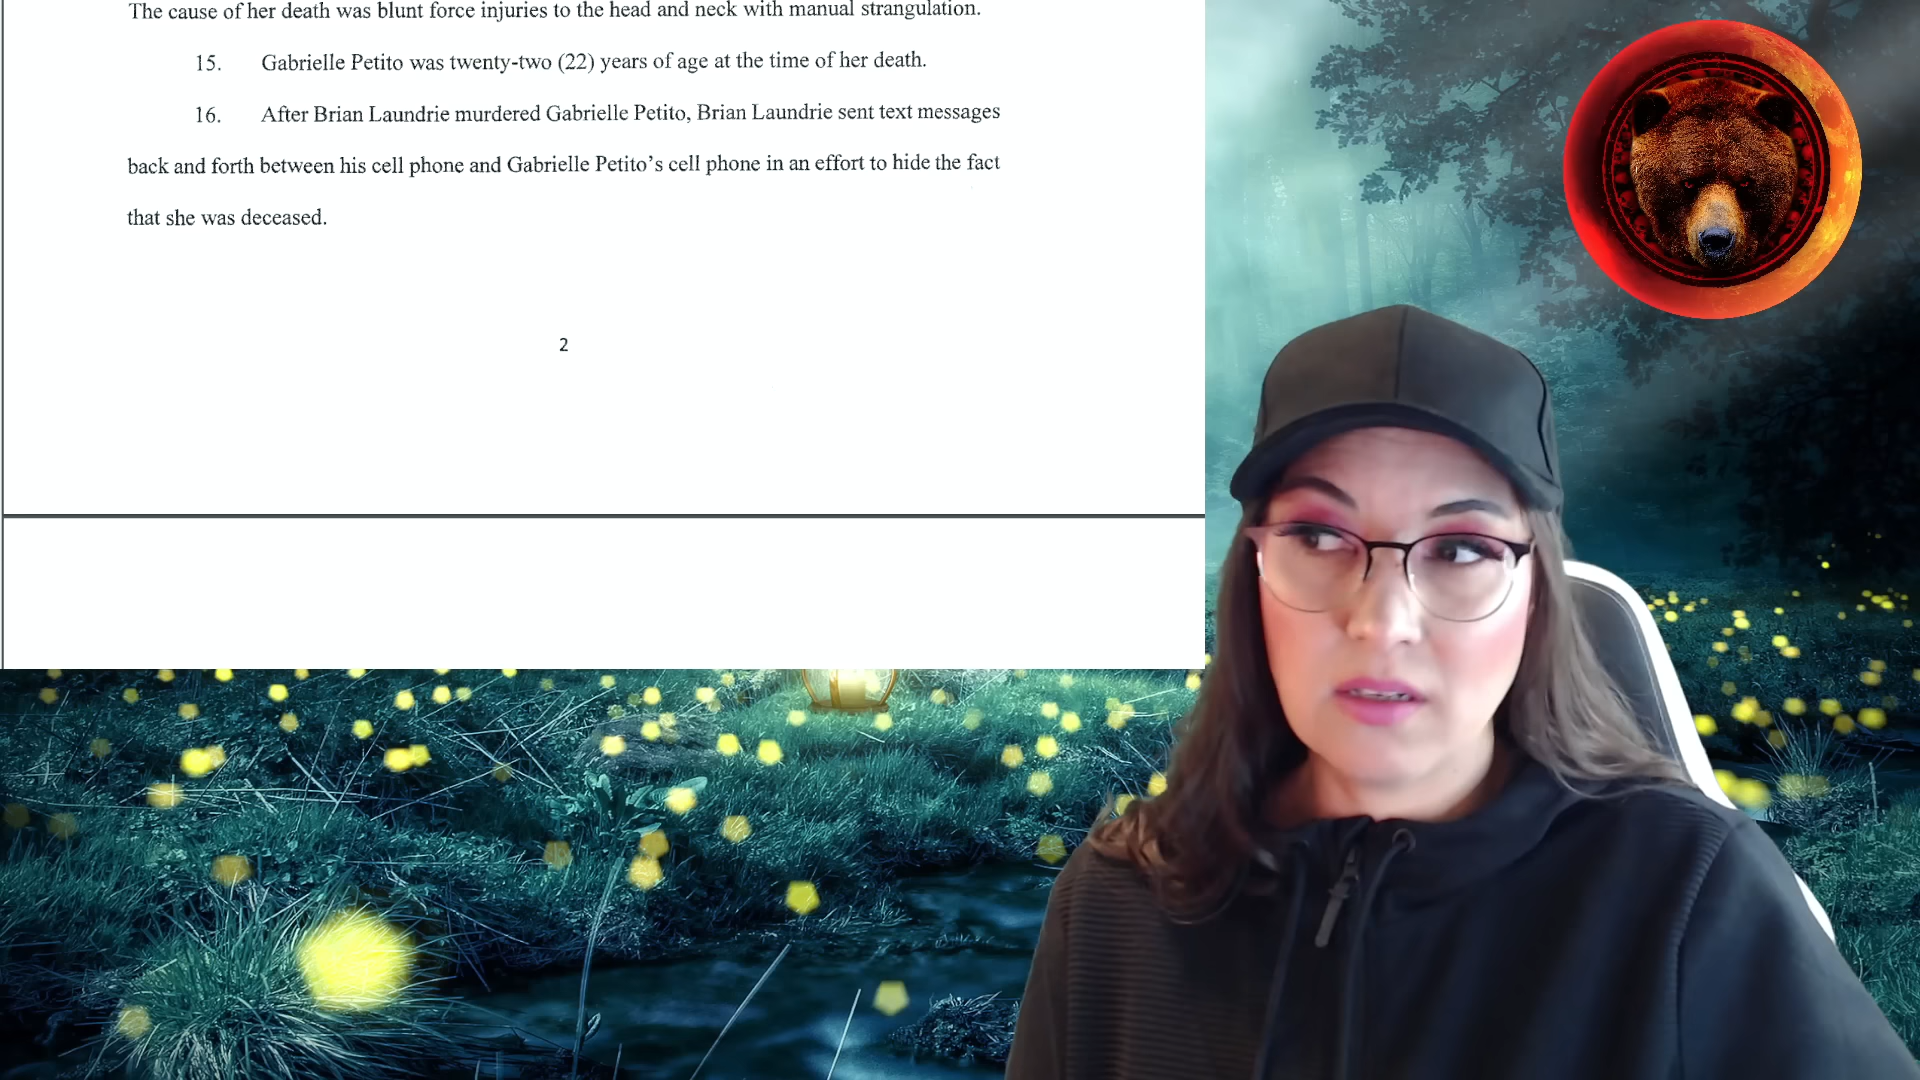 The cause of her death was blunt force injuries to the head and neck with manual strangulation.
15. Gabrielle Petito was twenty-two (22) years of age at the time of her death.
16. After Brian Laundrie murdered Gabrielle Petito, Brian Laundrie sent text messages
back and forth between his cell phone and Gabrielle Petito’s cell phone in an effort to hide the fact
that she was deceased.
2